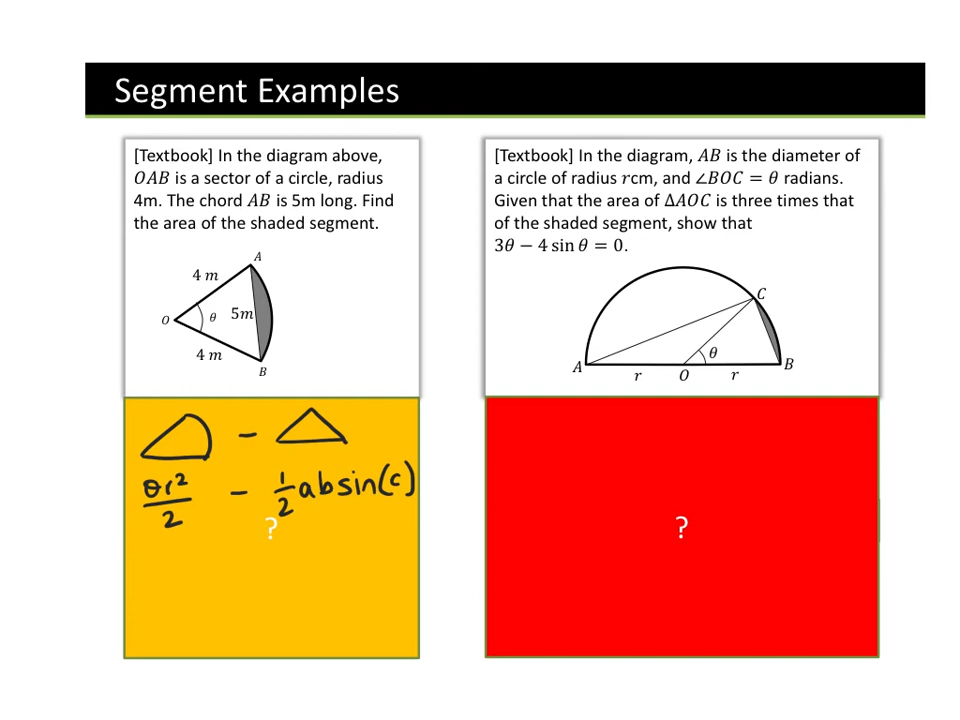 Segment Examples
[Textbook] In the diagram above,
OAB is a sector of a circle, radius
4m. The chord AB is 5m long. Find
the area of the shaded segment.
A
4 m
O
θ
5m
4 m
B
△ - △
θr²/2 - 1/2 absin(c)
?
[Textbook] In the diagram, AB is the diameter of
a circle of radius rcm, and ∠BOC = θ radians.
Given that the area of ΔAOC is three times that
of the shaded segment, show that
3θ − 4 sin θ = 0.
C
θ
A
B
r
O
r
?